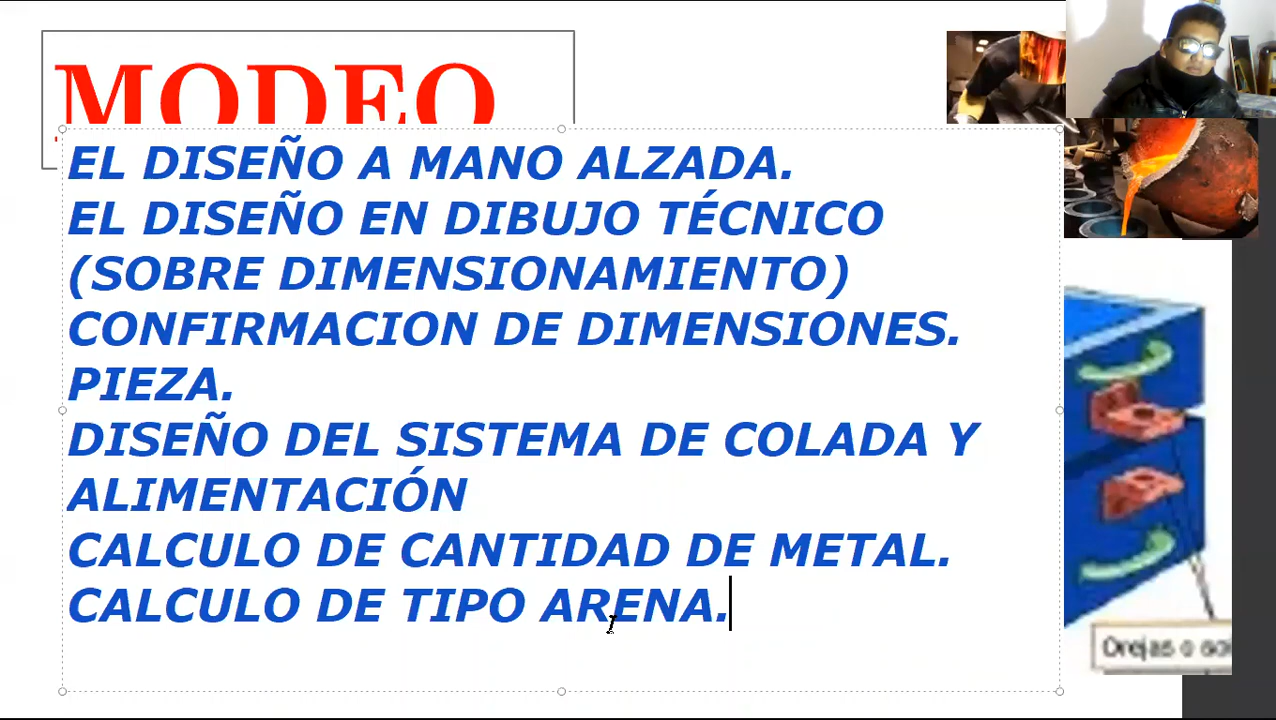 MODEO
EL DISEÑO A MANO ALZADA.
EL DISEÑO EN DIBUJO TÉCNICO
(SOBRE DIMENSIONAMIENTO)
CONFIRMACION DE DIMENSIONES.
PIEZA.
DISEÑO DEL SISTEMA DE COLADA Y
ALIMENTACIÓN
CALCULO DE CANTIDAD DE METAL.
CALCULO DE TIPO ARENA.
Orejas o